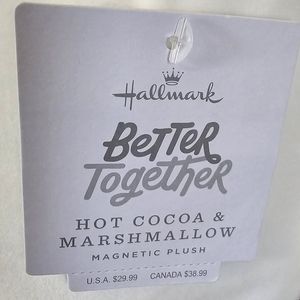 Hallmark
BETTER
Together
HOT COCOA &
MARSHMALLOW
MAGNETIC PLUSH
U.S.A. $29.99 CANADA $38.99